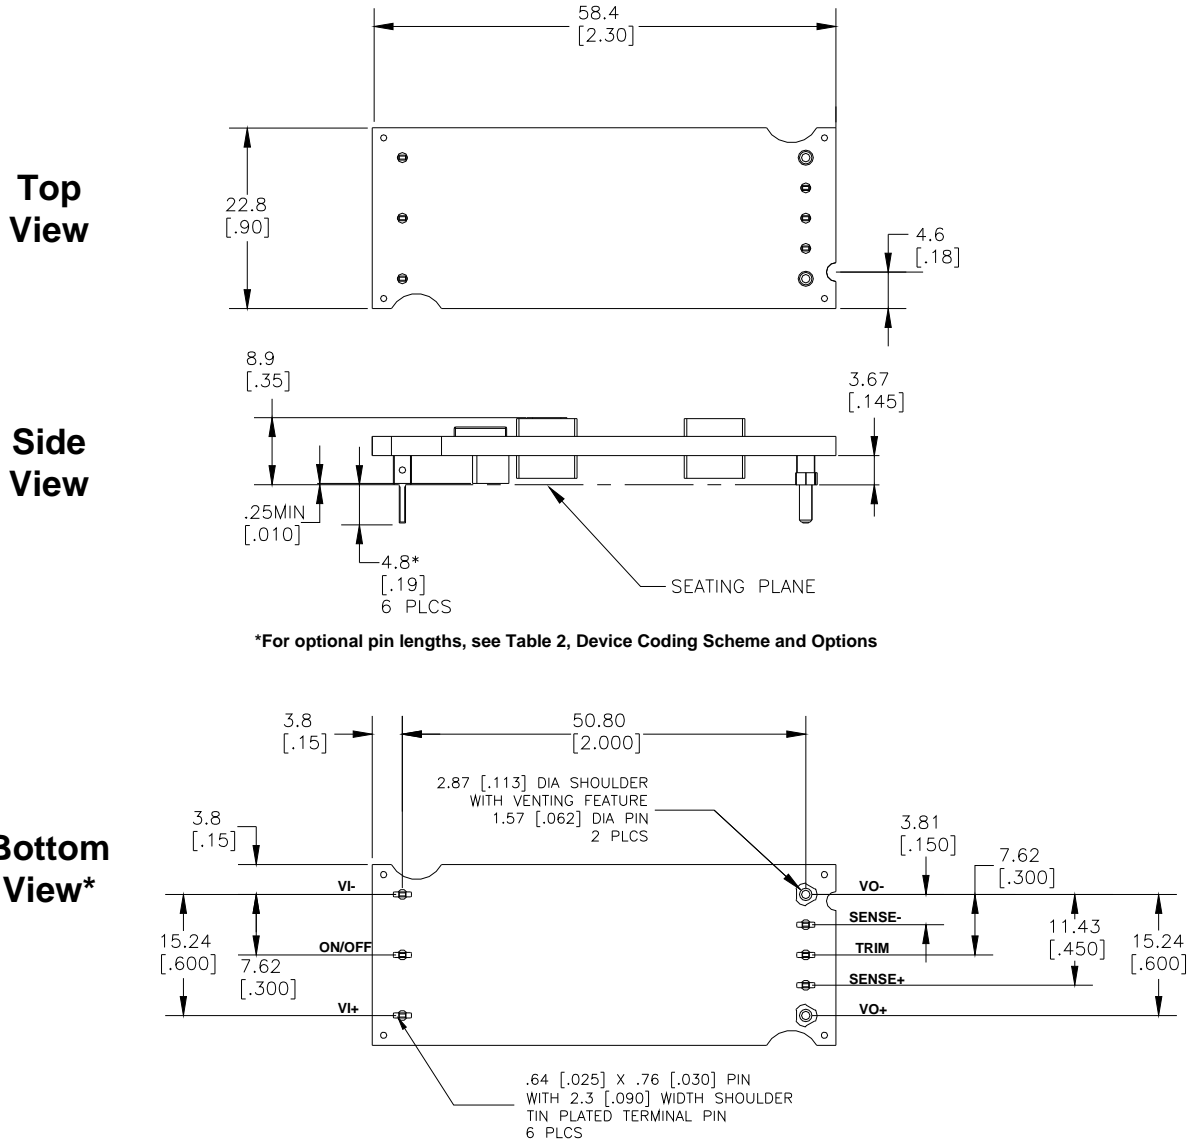 58.4
[2.30]
Top
View
22.8
[.90]
4.6
[.18]
8.9
[.35]
3.67
[.145]
Side
View
.25MIN
[.010]
4.8*
[.19]
6 PLCS
SEATING PLANE
*For optional pin lengths, see Table 2, Device Coding Scheme and Options
3.8
[.15]
50.80
[2.000]
2.87 [.113] DIA SHOULDER
WITH VENTING FEATURE
1.57 [.062] DIA PIN
2 PLCS
3.8
[.15]
3.81
[.150]
7.62
[.300]
Bottom
View*
VI-
VO-
SENSE-
15.24
[.600]
ON/OFF
7.62
[.300]
TRIM
11.43
[.450]
15.24
[.600]
SENSE+
VI+
VO+
.64 [.025] X .76 [.030] PIN
WITH 2.3 [.090] WIDTH SHOULDER
TIN PLATED TERMINAL PIN
6 PLCS